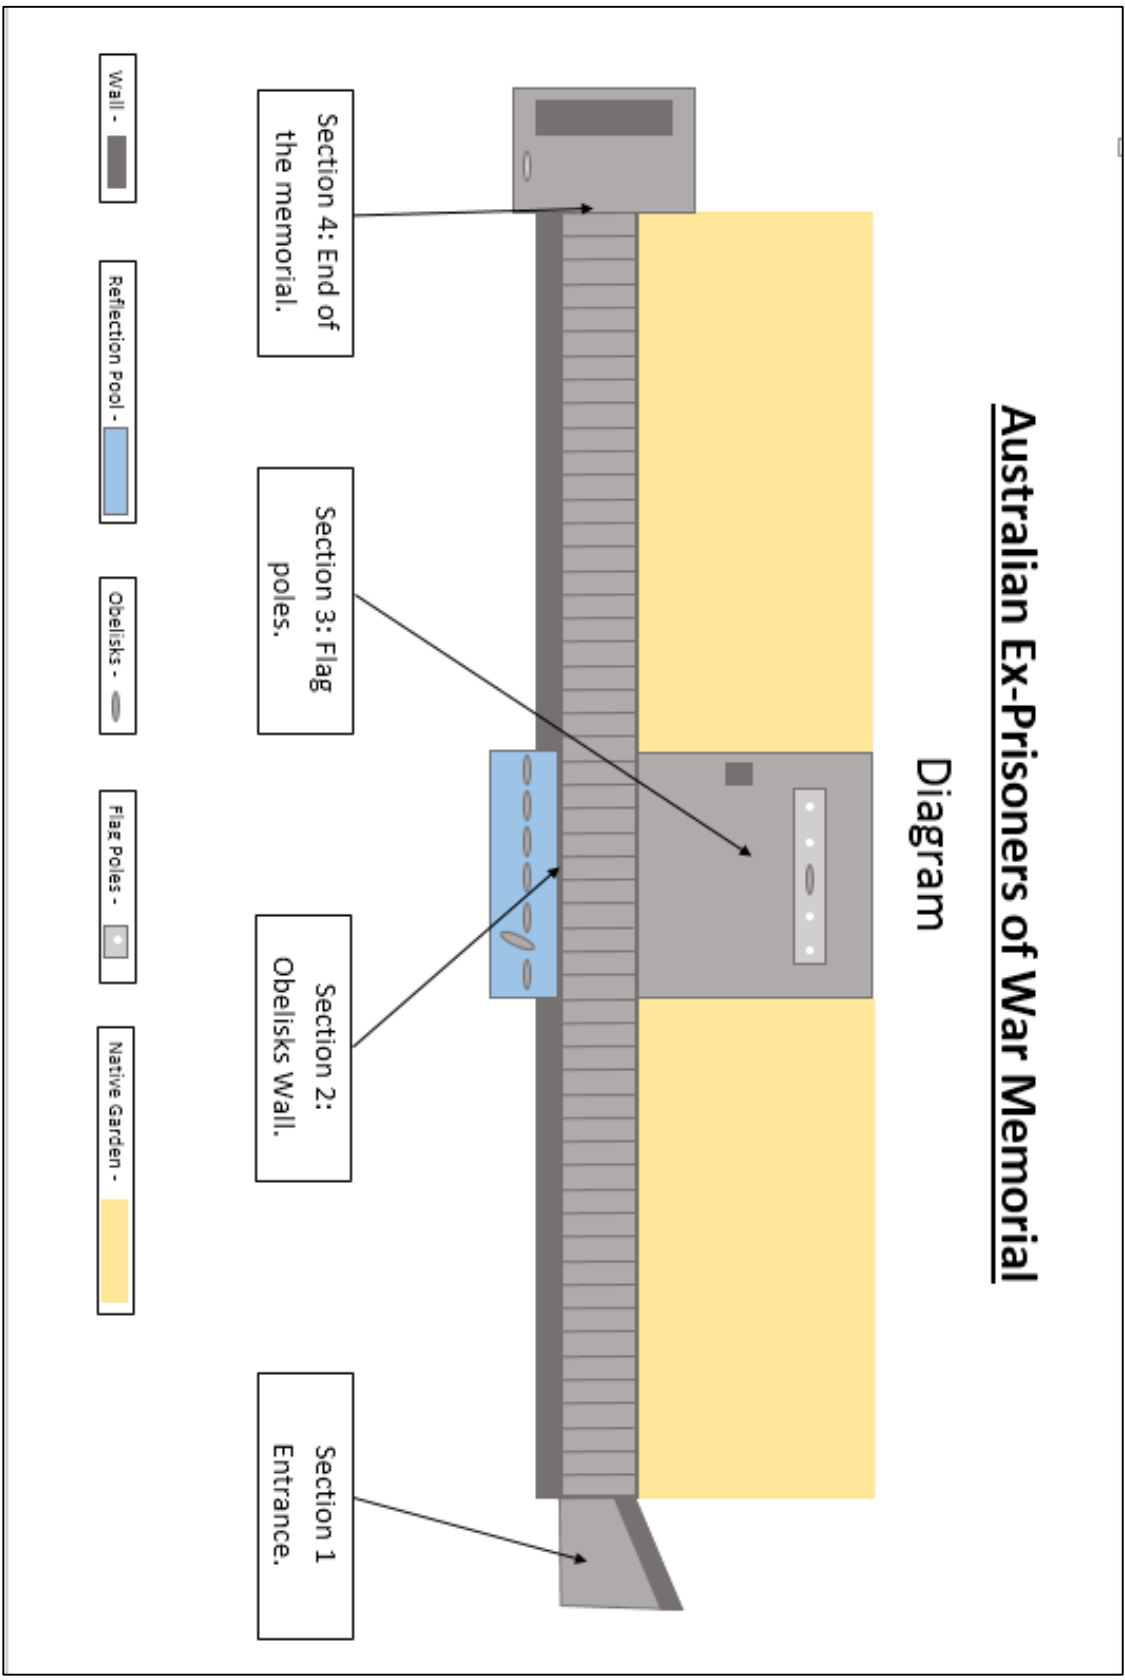 Australian Ex-Prisoners of War Memorial
Diagram
Section 4: End of
the memorial.
Section 3: Flag
poles.
Section 2:
Obelisks Wall.
Section 1
Entrance.
Wall -
Reflection Pool -
Obelisks -
Flag Poles -
Native Garden -